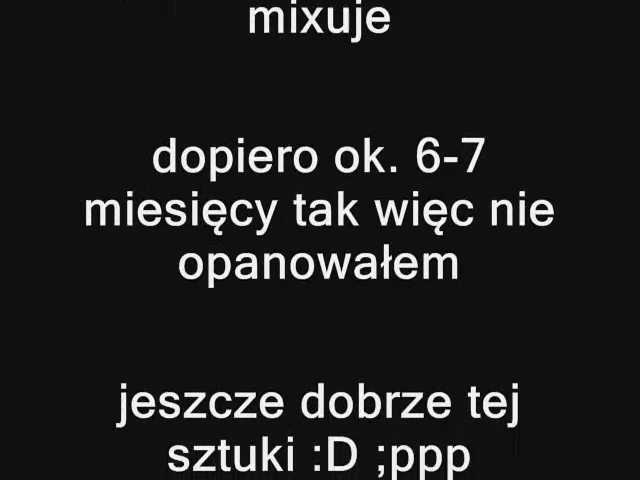 mixuje
dopiero ok. 6-7
miesięcy tak więc nie
opanowałem
jeszcze dobrze tej
sztuki :D ;ppp